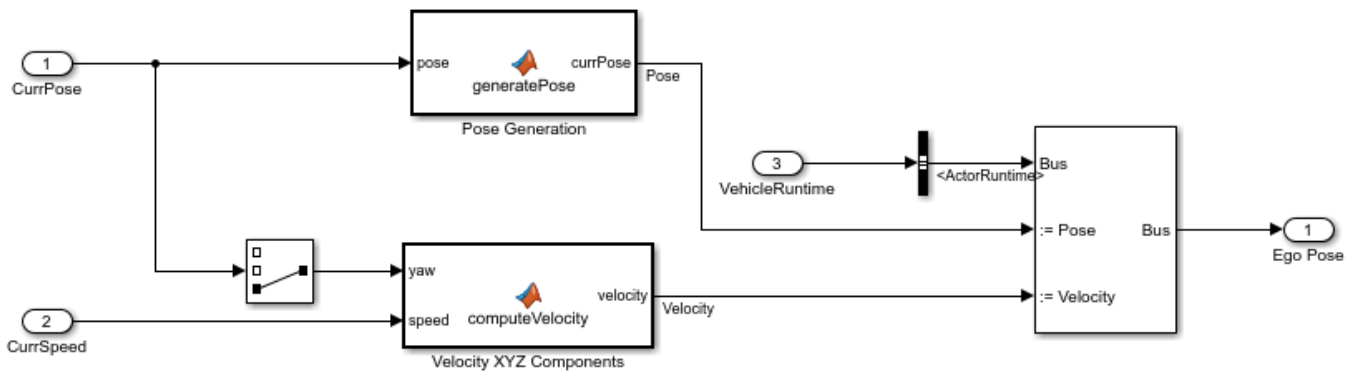 1
CurrPose
pose
currPose
generatePose
Pose Generation
Pose
3
VehicleRuntime
<ActorRuntime>
Bus
:= Pose
Bus
:= Velocity
1
Ego Pose
yaw
speed
velocity
computeVelocity
Velocity XYZ Components
Velocity
2
CurrSpeed